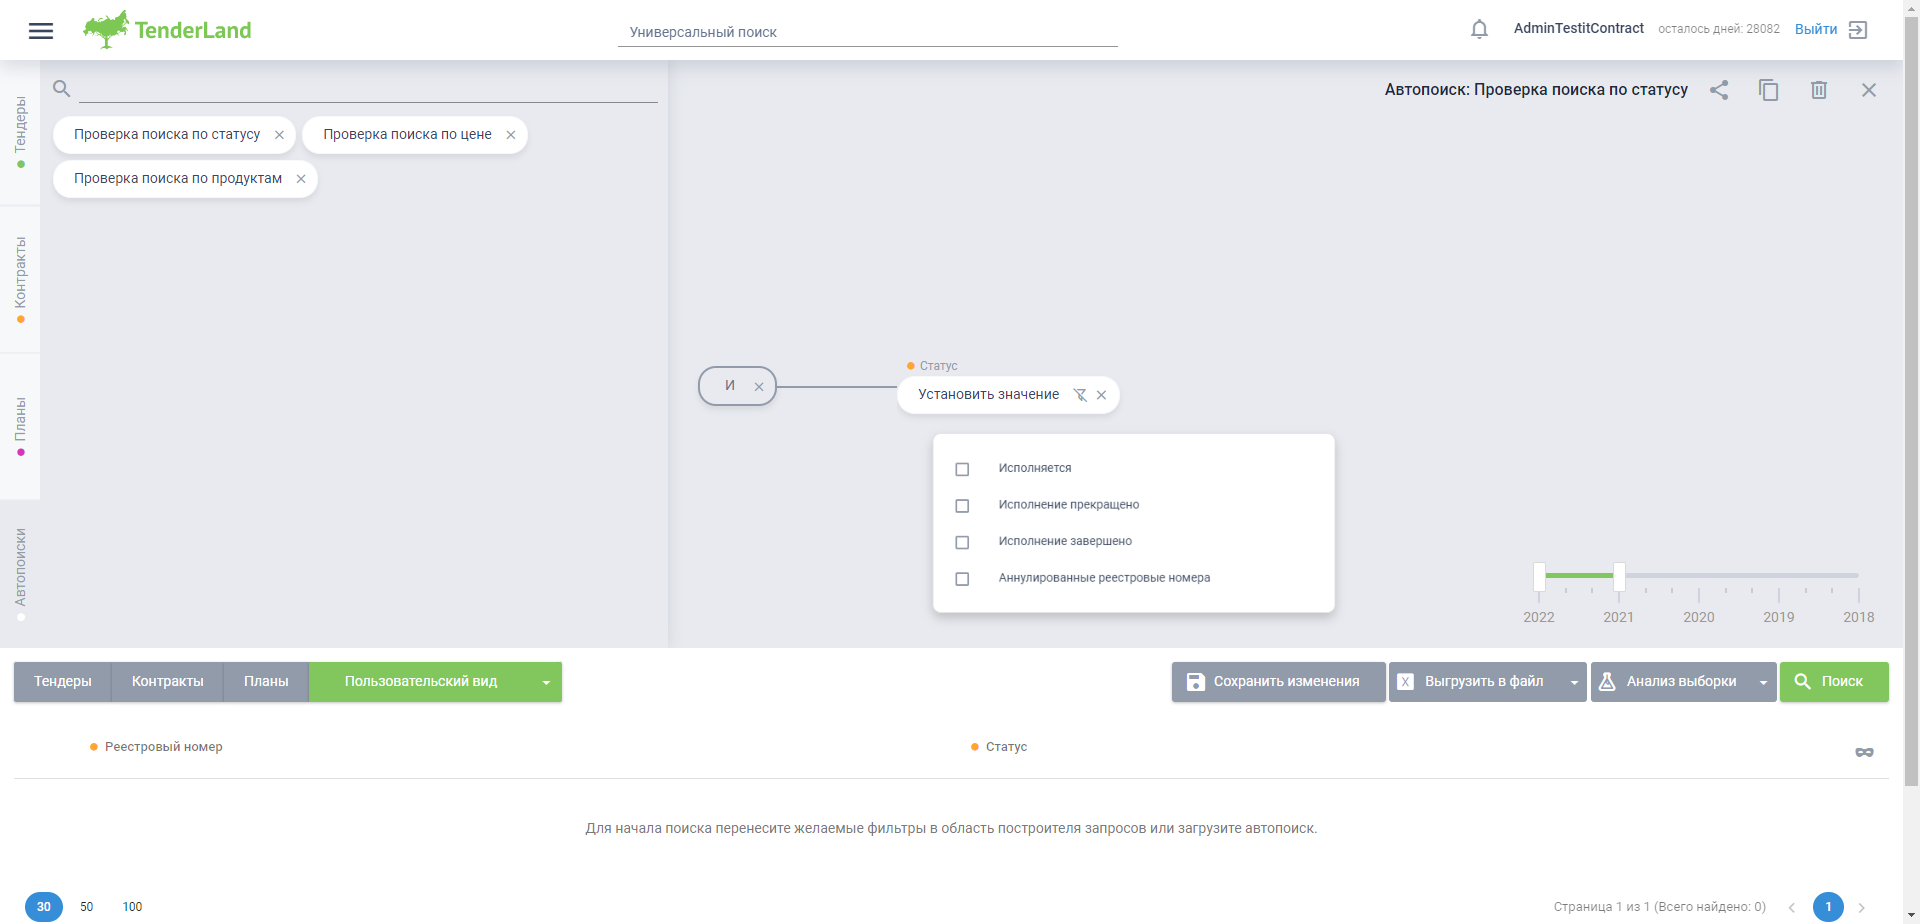 TenderLand
Универсальный поиск
AdminTestitContract
осталось дней: 28082
Выйти
Тендеры
Контракты
Планы
Автопоиски
Проверка поиска по статусу
Проверка поиска по цене
Проверка поиска по продуктам
Автопоиск: Проверка поиска по статусу
И
Статус
Установить значение
Исполняется
Исполнение прекращено
Исполнение завершено
Аннулированные реестровые номера
2022 2021 2020 2019 2018
Тендеры Контракты Планы Пользовательский вид
Сохранить изменения
X Выгрузить в файл
Анализ выборки
Поиск
Реестровый номер
Статус
Для начала поиска перенесите желаемые фильтры в область построителя запросов или загрузите автопоиск.
30 50 100
Страница 1 из 1 (Всего найдено: 0)
1